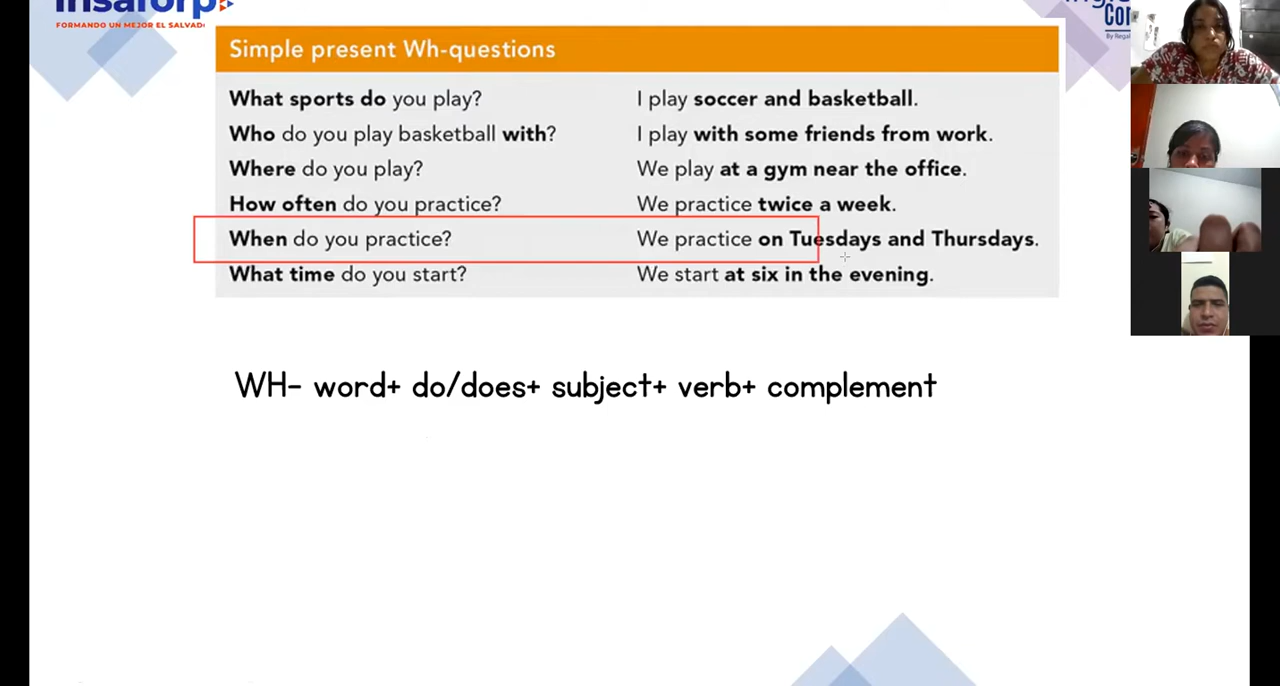 FORMANDO UN MEJOR EL SALVADOR
Simple present Wh-questions
What sports do you play? I play soccer and basketball.
Who do you play basketball with? I play with some friends from work.
Where do you play? We play at a gym near the office.
How often do you practice? We practice twice a week.
When do you practice? We practice on Tuesdays and Thursdays.
What time do you start? We start at six in the evening.
WH- word+ do/does+ subject+ verb+ complement